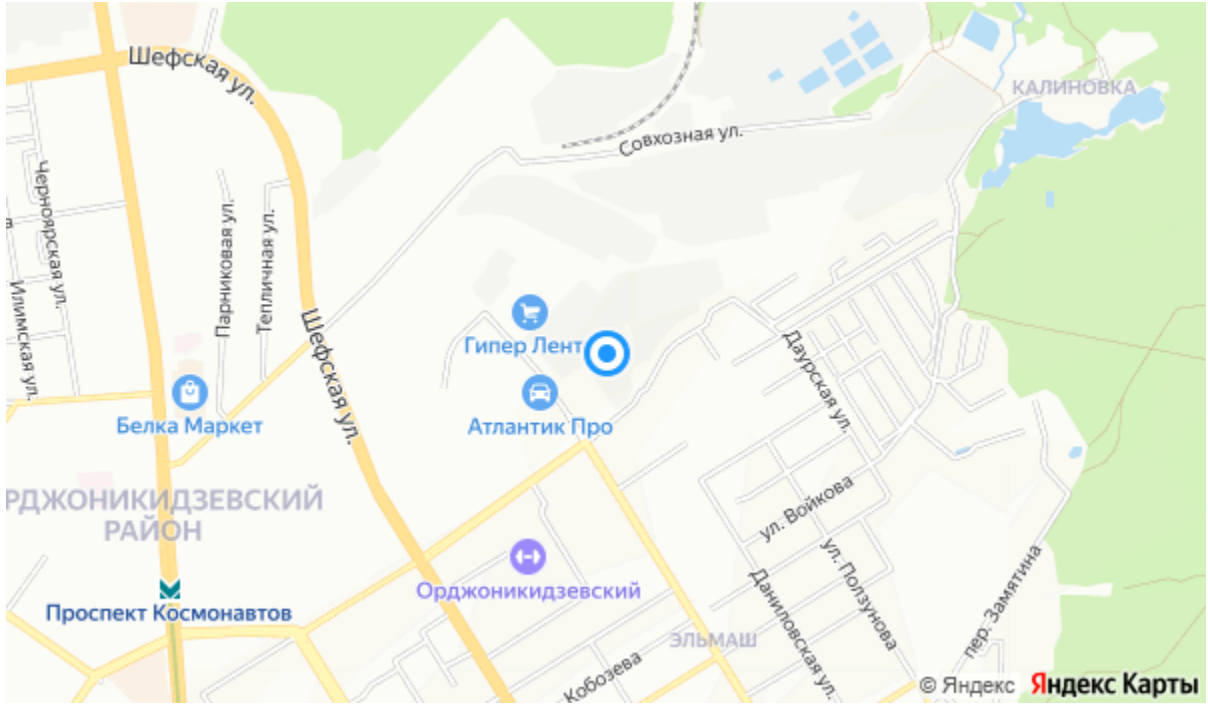 Шефская ул.
КАЛИНОВКА
Совхозная ул.
Черноярская ул.
Парниковая ул.
Тепличная ул.
Илимская ул.
Шефская ул.
Гипер Лент
Даурская ул.
Белка Маркет
Атлантик Про
РДЖОНИКИДЗЕВСКИЙ
РАЙОН
ул. Войкова
ул. Ползунова
пер. Замятина
Орджоникидзевский
Проспект Космонавтов
Даниловская ул.
ЭЛЬМАШ
Кобозева
© Яндекс Яндекс Карты